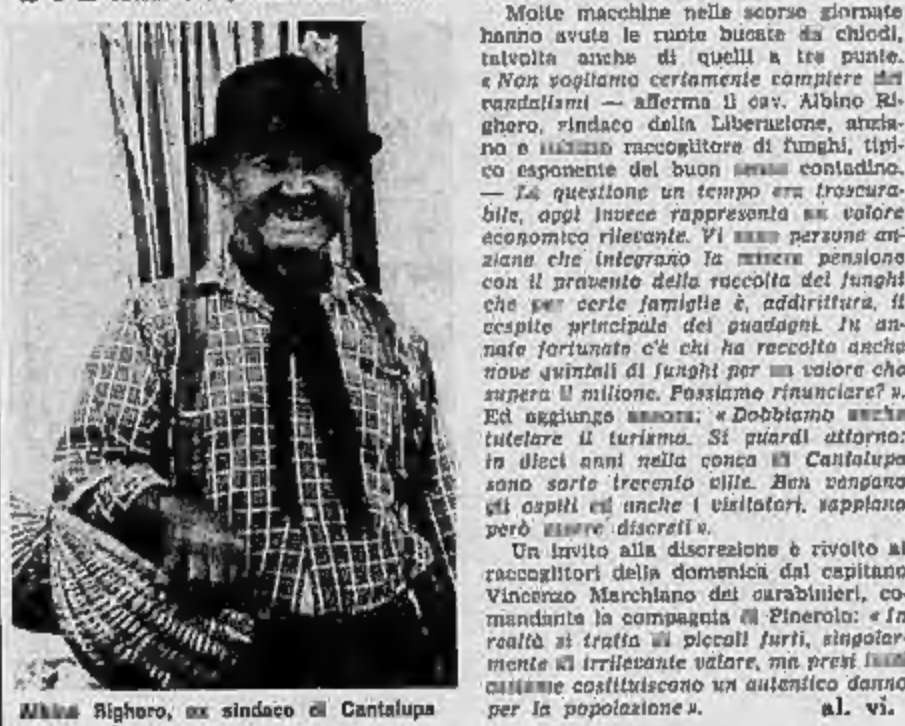 Molte macchine nelle scorse giornate
hanno avute le ruote bucate da chiodi,
talvolta anche di quelli a tre punte.
« Non vogliamo certamente compiere dei
vandalismi — afferma il cav. Albino Ri-
ghero, sindaco della Liberazione, anzia-
no e raccoglitore di funghi, tipi-
co esponente del buon senso contadino.
— La questione un tempo era trascura-
bile, oggi invece rappresenta un valore
economico rilevante. Vi sono persone an-
ziane che integrano la misera pensione
con il provento della raccolta dei funghi
che per certe famiglie è, addirittura, il
cespite principale dei guadagni. In an-
nate fortunate c'è chi ha raccolto anche
nove quintali di funghi per un valore che
supera il milione. Possiamo rinunciare? ».
Ed aggiunge ancora: « Dobbiamo anche
tutelare il turismo. Si guardi attorno:
in dieci anni nella conca di Cantalupa
sono sorte trecento ville. Ben vengano
gli ospiti ed anche i visitatori, sappiano
però essere discreti ».
Un invito alla discrezione è rivolto ai
raccoglitori della domenica dal capitano
Vincenzo Marchiano dei carabinieri, co-
mandante la compagnia di Pinerolo: « In
realtà si tratta di piccoli furti, singolar-
mente di irrilevante valore, ma presi
costituiscono un autentico danno
per la popolazione ». al. vi.
Albino Righero, ex sindaco di Cantalupa